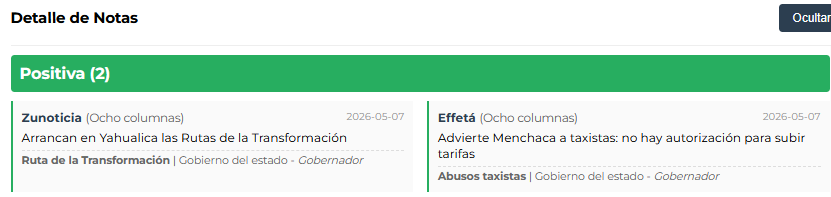 Detalle de Notas
Ocultar
Positiva (2)
Zunoticia (Ocho columnas) 2026-05-07
Arrancan en Yahualica las Rutas de la Transformación
Ruta de la Transformación | Gobierno del estado - Gobernador
Effetá (Ocho columnas) 2026-05-07
Advierte Menchaca a taxistas: no hay autorización para subir
tarifas
Abusos taxistas | Gobierno del estado - Gobernador